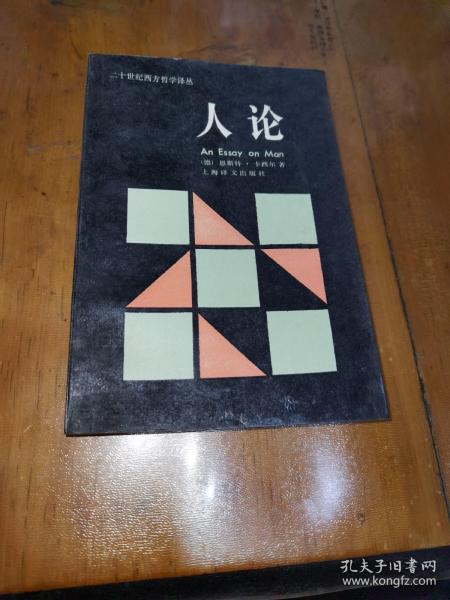 二十世纪西方哲学译丛
人论
An Essay on Man
〔德〕恩斯特·卡西尔 著
上海译文出版社
孔夫子旧书网
www.kongfz.com